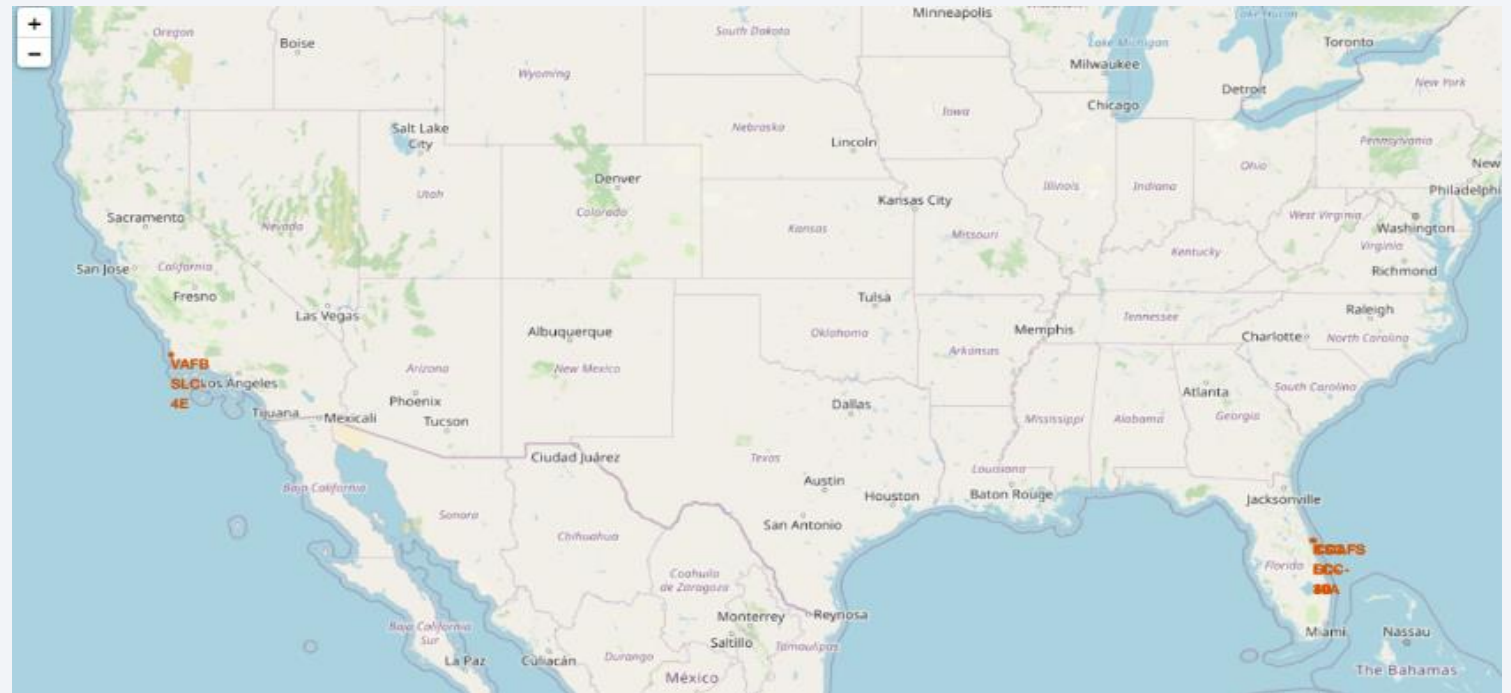 +
−
Oregon
Boise
South Dakota
Minneapolis
Lake Huron
Toronto
Wyoming
Lake Michigan
Milwaukee
New York
Detroit
Chicago
Iowa
Salt Lake
City
Nebraska
Lincoln
Pennsylvania
New
Ohio
Denver
Utah
Illinois
Indiana
Philadelphi
Sacramento
Nevada
Colorado
Kansas City
Kansas
Missouri
West Virginia
Washington
Virginia
Kentucky
San Jose
California
Richmond
Fresno
Las Vegas
Tulsa
Raleigh
Albuquerque
Oklahoma
Memphis
Tennessee
Charlotte
North Carolina
Arkansas
VAFB
SLC-
4E
Los Angeles
Arizona
New Mexico
Atlanta
South Carolina
Phoenix
Dallas
Tijuana
Mexicali
Tucson
Mississippi
Alabama
Georgia
Ciudad Juárez
Texas
Louisiana
Baja California
Austin
Houston
Baton Rouge
Jacksonville
Sonora
San Antonio
Chihuahua
Florida
Coahuila
de Zaragoza
Monterrey
Reynosa
Baja California
Sur
Saltillo
Tamaulipas
Miami
Nassau
La Paz
Culiacán
Durango
México
The Bahamas